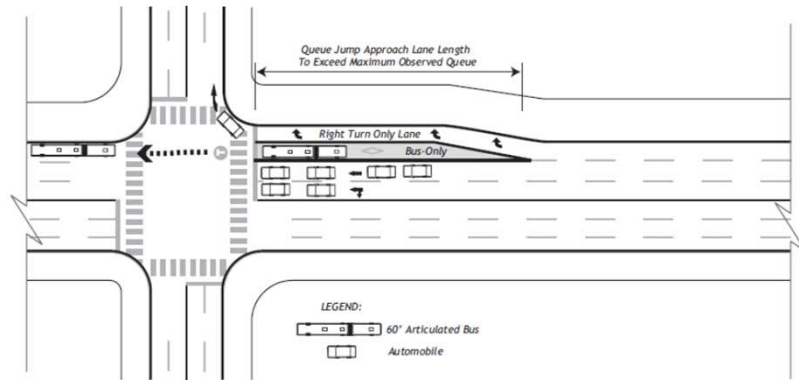 Queue Jump Approach Lane Length
To Exceed Maximum Observed Queue
Right Turn Only Lane
Bus-Only
T
LEGEND:
60' Articulated Bus
Automobile